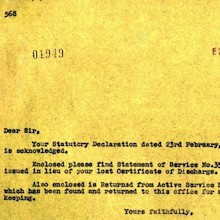 568
01949
Dear Sir,
Your Statutory Declaration dated 23rd February,
is acknowledged.
Enclosed please find Statement of Service No.35
issued in lieu of your lost Certificate of Discharge.
Also enclosed is Returned from Active Service
which has been found and returned to this office for
keeping.
Yours faithfully,